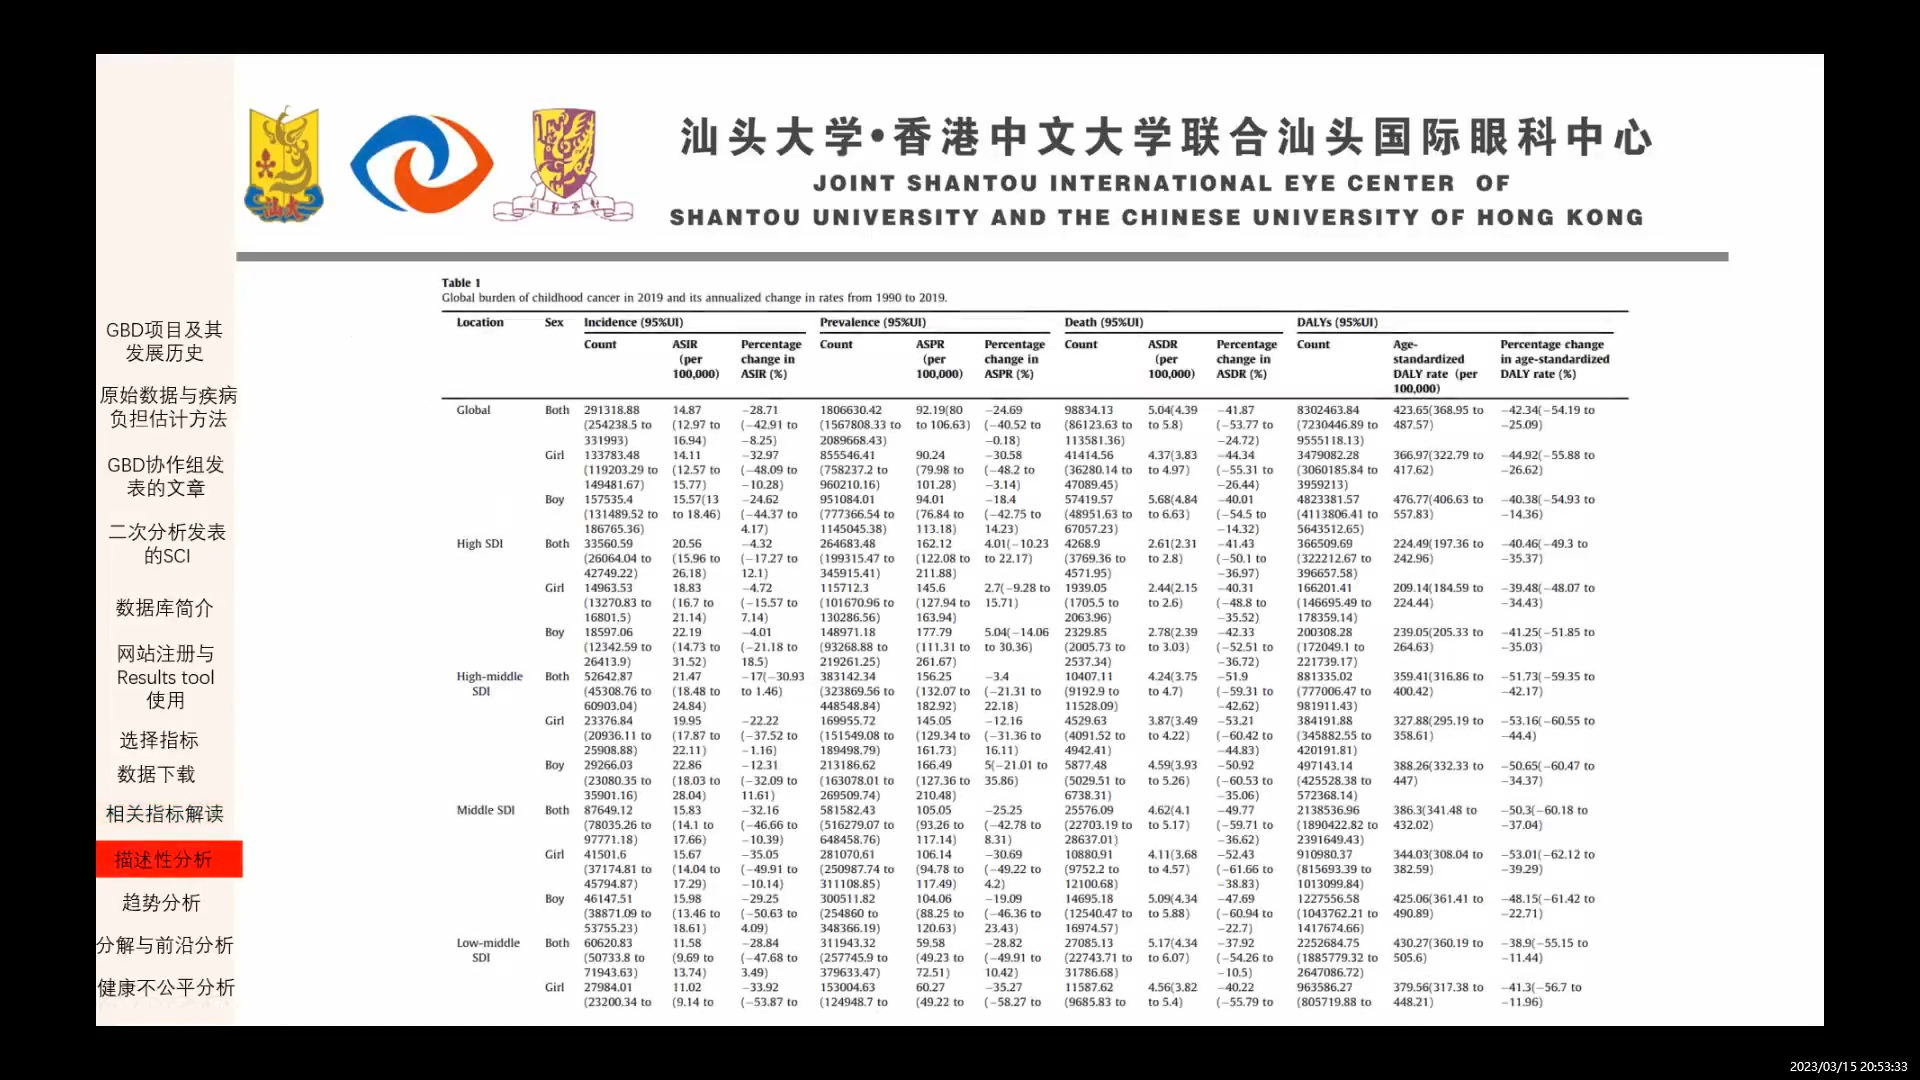 汕头大学•香港中文大学联合汕头国际眼科中心
JOINT SHANTOU INTERNATIONAL EYE CENTER OF
SHANTOU UNIVERSITY AND THE CHINESE UNIVERSITY OF HONG KONG
GBD项目及其
发展历史
原始数据与疾病
负担估计方法
GBD协作组发
表的文章
二次分析发表
的SCI
数据库简介
网站注册与
Results tool
使用
选择指标
数据下载
相关指标解读
描述性分析
趋势分析
分解与前沿分析
健康不公平分析
Table 1
Global burden of childhood cancer in 2019 and its annualized change in rates from 1990 to 2019.
Location Sex Incidence (95%UI) Prevalence (95%UI) Death (95%UI) DALYs (95%UI)
Count ASIR Percentage Count ASPR Percentage Count ASDR Percentage Count Age- Percentage change
(per change in (per change in (per change in standardized in age-standardized
100,000) ASIR (%) 100,000) ASPR (%) 100,000) ASDR (%) DALY rate (per DALY rate (%)
100,000)
Global Both 291318.88 14.87 −28.71 1806630.42 92.19(80 −24.69 98834.13 5.04(4.39 −41.87 8302463.84 423.65(368.95 to −42.34(−54.19 to
(254238.5 to (12.97 to (−42.91 to (1567808.33 to to 106.63) (−40.52 to (86123.63 to to 5.8) (−53.77 to (7230446.89 to 487.57) −25.09)
331993) 16.94) −8.25) 2089668.43) −0.18) 113581.36) −24.72) 9555118.13)
Girl 133783.48 14.11 −32.97 855546.41 90.24 −30.58 41414.56 4.37(3.83 −44.34 3479082.28 366.97(322.79 to −44.92(−55.88 to
(119203.29 to (12.57 to (−48.09 to (758237.2 to (79.98 to (−48.2 to (36280.14 to to 4.97) (−55.31 to (3060185.84 to 417.62) −26.62)
149481.67) 15.77) −10.28) 960210.16) 101.28) −3.14) 47089.45) −26.44) 3959213)
Boy 157535.4 15.57(13 −24.62 951084.01 94.01 −18.4 57419.57 5.68(4.84 −40.01 4823381.57 476.77(406.63 to −40.38(−54.93 to
(131489.52 to to 18.46) (−44.37 to (777366.54 to (76.84 to (−42.75 to (48951.63 to to 6.63) (−54.5 to (4113806.41 to 557.83) −14.36)
186765.36) 4.17) 1145045.38) 113.18) 14.23) 67057.23) −14.32) 5643512.65)
High SDI Both 33560.59 20.56 −4.32 264683.48 162.12 4.01(−10.23 4268.9 2.61(2.31 −41.43 366509.69 224.49(197.36 to −40.46(−49.3 to
(26064.04 to (15.96 to (−17.27 to (199315.47 to (122.08 to to 22.17) (3769.36 to to 2.8) (−50.1 to (322212.67 to 242.96) −35.37)
42749.22) 26.18) 12.1) 345915.41) 211.88) 4571.95) −36.97) 396657.58)
Girl 14963.53 18.83 −4.72 115712.3 145.6 2.7(−9.28 to 1939.05 2.44(2.15 −40.31 166201.41 209.14(184.59 to −39.48(−48.07 to
(13270.83 to (16.7 to (−15.57 to (101670.96 to (127.94 to 15.71) (1705.5 to to 2.6) (−48.8 to (146695.49 to 224.44) −34.43)
16801.5) 21.14) 7.14) 130286.56) 163.94) 2063.96) −35.52) 178359.14)
Boy 18597.06 22.19 −4.01 148971.18 177.79 5.04(−14.06 2329.85 2.78(2.39 −42.33 200308.28 239.05(205.33 to −41.25(−51.85 to
(12342.59 to (14.73 to (−21.18 to (93268.88 to (111.31 to to 30.36) (2005.73 to to 3.03) (−52.51 to (172049.1 to 264.63) −35.03)
26413.9) 31.52) 18.5) 219261.25) 261.67) 2537.34) −36.72) 221739.17)
High-middle Both 52642.87 21.47 −17(−30.93 383142.34 156.25 −3.4 10407.11 4.24(3.75 −51.9 881335.02 359.41(316.86 to −51.73(−59.35 to
SDI (45308.76 to (18.48 to to 1.46) (323869.56 to (132.07 to (−21.31 to (9192.9 to to 4.7) (−59.31 to (777006.47 to 400.42) −42.17)
60903.04) 24.84) 448548.84) 182.92) 22.18) 11528.09) −42.62) 981911.43)
Girl 23376.84 19.95 −22.22 169955.72 145.05 −12.16 4529.63 3.87(3.49 −53.21 384191.88 327.88(295.19 to −53.16(−60.55 to
(20936.11 to (17.87 to (−37.52 to (151549.08 to (129.34 to (−31.36 to (4091.52 to to 4.22) (−60.42 to (345882.55 to 358.61) −44.4)
25908.88) 22.11) −1.16) 189498.79) 161.73) 16.11) 4942.41) −44.83) 420191.81)
Boy 29266.03 22.86 −12.31 213186.62 166.49 5(−21.01 to 5877.48 4.59(3.93 −50.92 497143.14 388.26(332.33 to −50.65(−60.47 to
(23080.35 to (18.03 to (−32.09 to (163078.01 to (127.36 to 35.86) (5029.51 to to 5.26) (−60.53 to (425528.38 to 447) −34.37)
35901.16) 28.04) 11.61) 269509.74) 210.48) 6738.31) −35.06) 572368.14)
Middle SDI Both 87649.12 15.83 −32.16 581582.43 105.05 −25.25 25576.09 4.62(4.1 −49.77 2138536.96 386.3(341.48 to −50.3(−60.18 to
(78035.26 to (14.1 to (−46.66 to (516279.07 to (93.26 to (−42.78 to (22703.19 to to 5.17) (−59.71 to (1890422.82 to 432.02) −37.04)
97771.18) 17.66) −10.39) 648458.76) 117.14) 8.31) 28637.01) −36.62) 2391649.43)
Girl 41501.6 15.67 −35.05 281070.61 106.14 −30.69 10880.91 4.11(3.68 −52.43 910980.37 344.03(308.04 to −53.01(−62.12 to
(37174.81 to (14.04 to (−49.91 to (250987.74 to (94.78 to (−49.22 to (9752.2 to to 4.57) (−61.66 to (815693.39 to 382.59) −39.29)
45794.87) 17.29) −10.14) 311108.85) 117.49) 4.2) 12100.68) −38.83) 1013099.84)
Boy 46147.51 15.98 −29.25 300511.82 104.06 −19.09 14695.18 5.09(4.34 −47.69 1227556.58 425.06(361.41 to −48.15(−61.42 to
(38871.09 to (13.46 to (−50.63 to (254860 to (88.25 to (−46.36 to (12540.47 to to 5.88) (−60.94 to (1043762.21 to 490.89) −22.71)
53755.23) 18.61) 4.09) 348366.19) 120.63) 23.43) 16974.57) −22.7) 1417674.66)
Low-middle Both 60620.83 11.58 −28.84 311943.32 59.58 −28.82 27085.13 5.17(4.34 −37.92 2252684.75 430.27(360.19 to −38.9(−55.15 to
SDI (50733.8 to (9.69 to (−47.68 to (257745.9 to (49.23 to (−49.91 to (22743.71 to to 6.07) (−54.26 to (1885779.32 to 505.6) −11.44)
71943.63) 13.74) 3.49) 379633.47) 72.51) 10.42) 31786.68) −10.5) 2647086.72)
Girl 27984.01 11.02 −33.92 153004.63 60.27 −35.27 11587.62 4.56(3.82 −40.22 963586.27 379.56(317.38 to −41.3(−56.7 to
(23200.34 to (9.14 to (−53.87 to (124948.7 to (49.22 to (−58.27 to (9685.83 to to 5.4) (−55.79 to (805719.88 to 448.21) −11.96)
2023/03/15 20:53:33